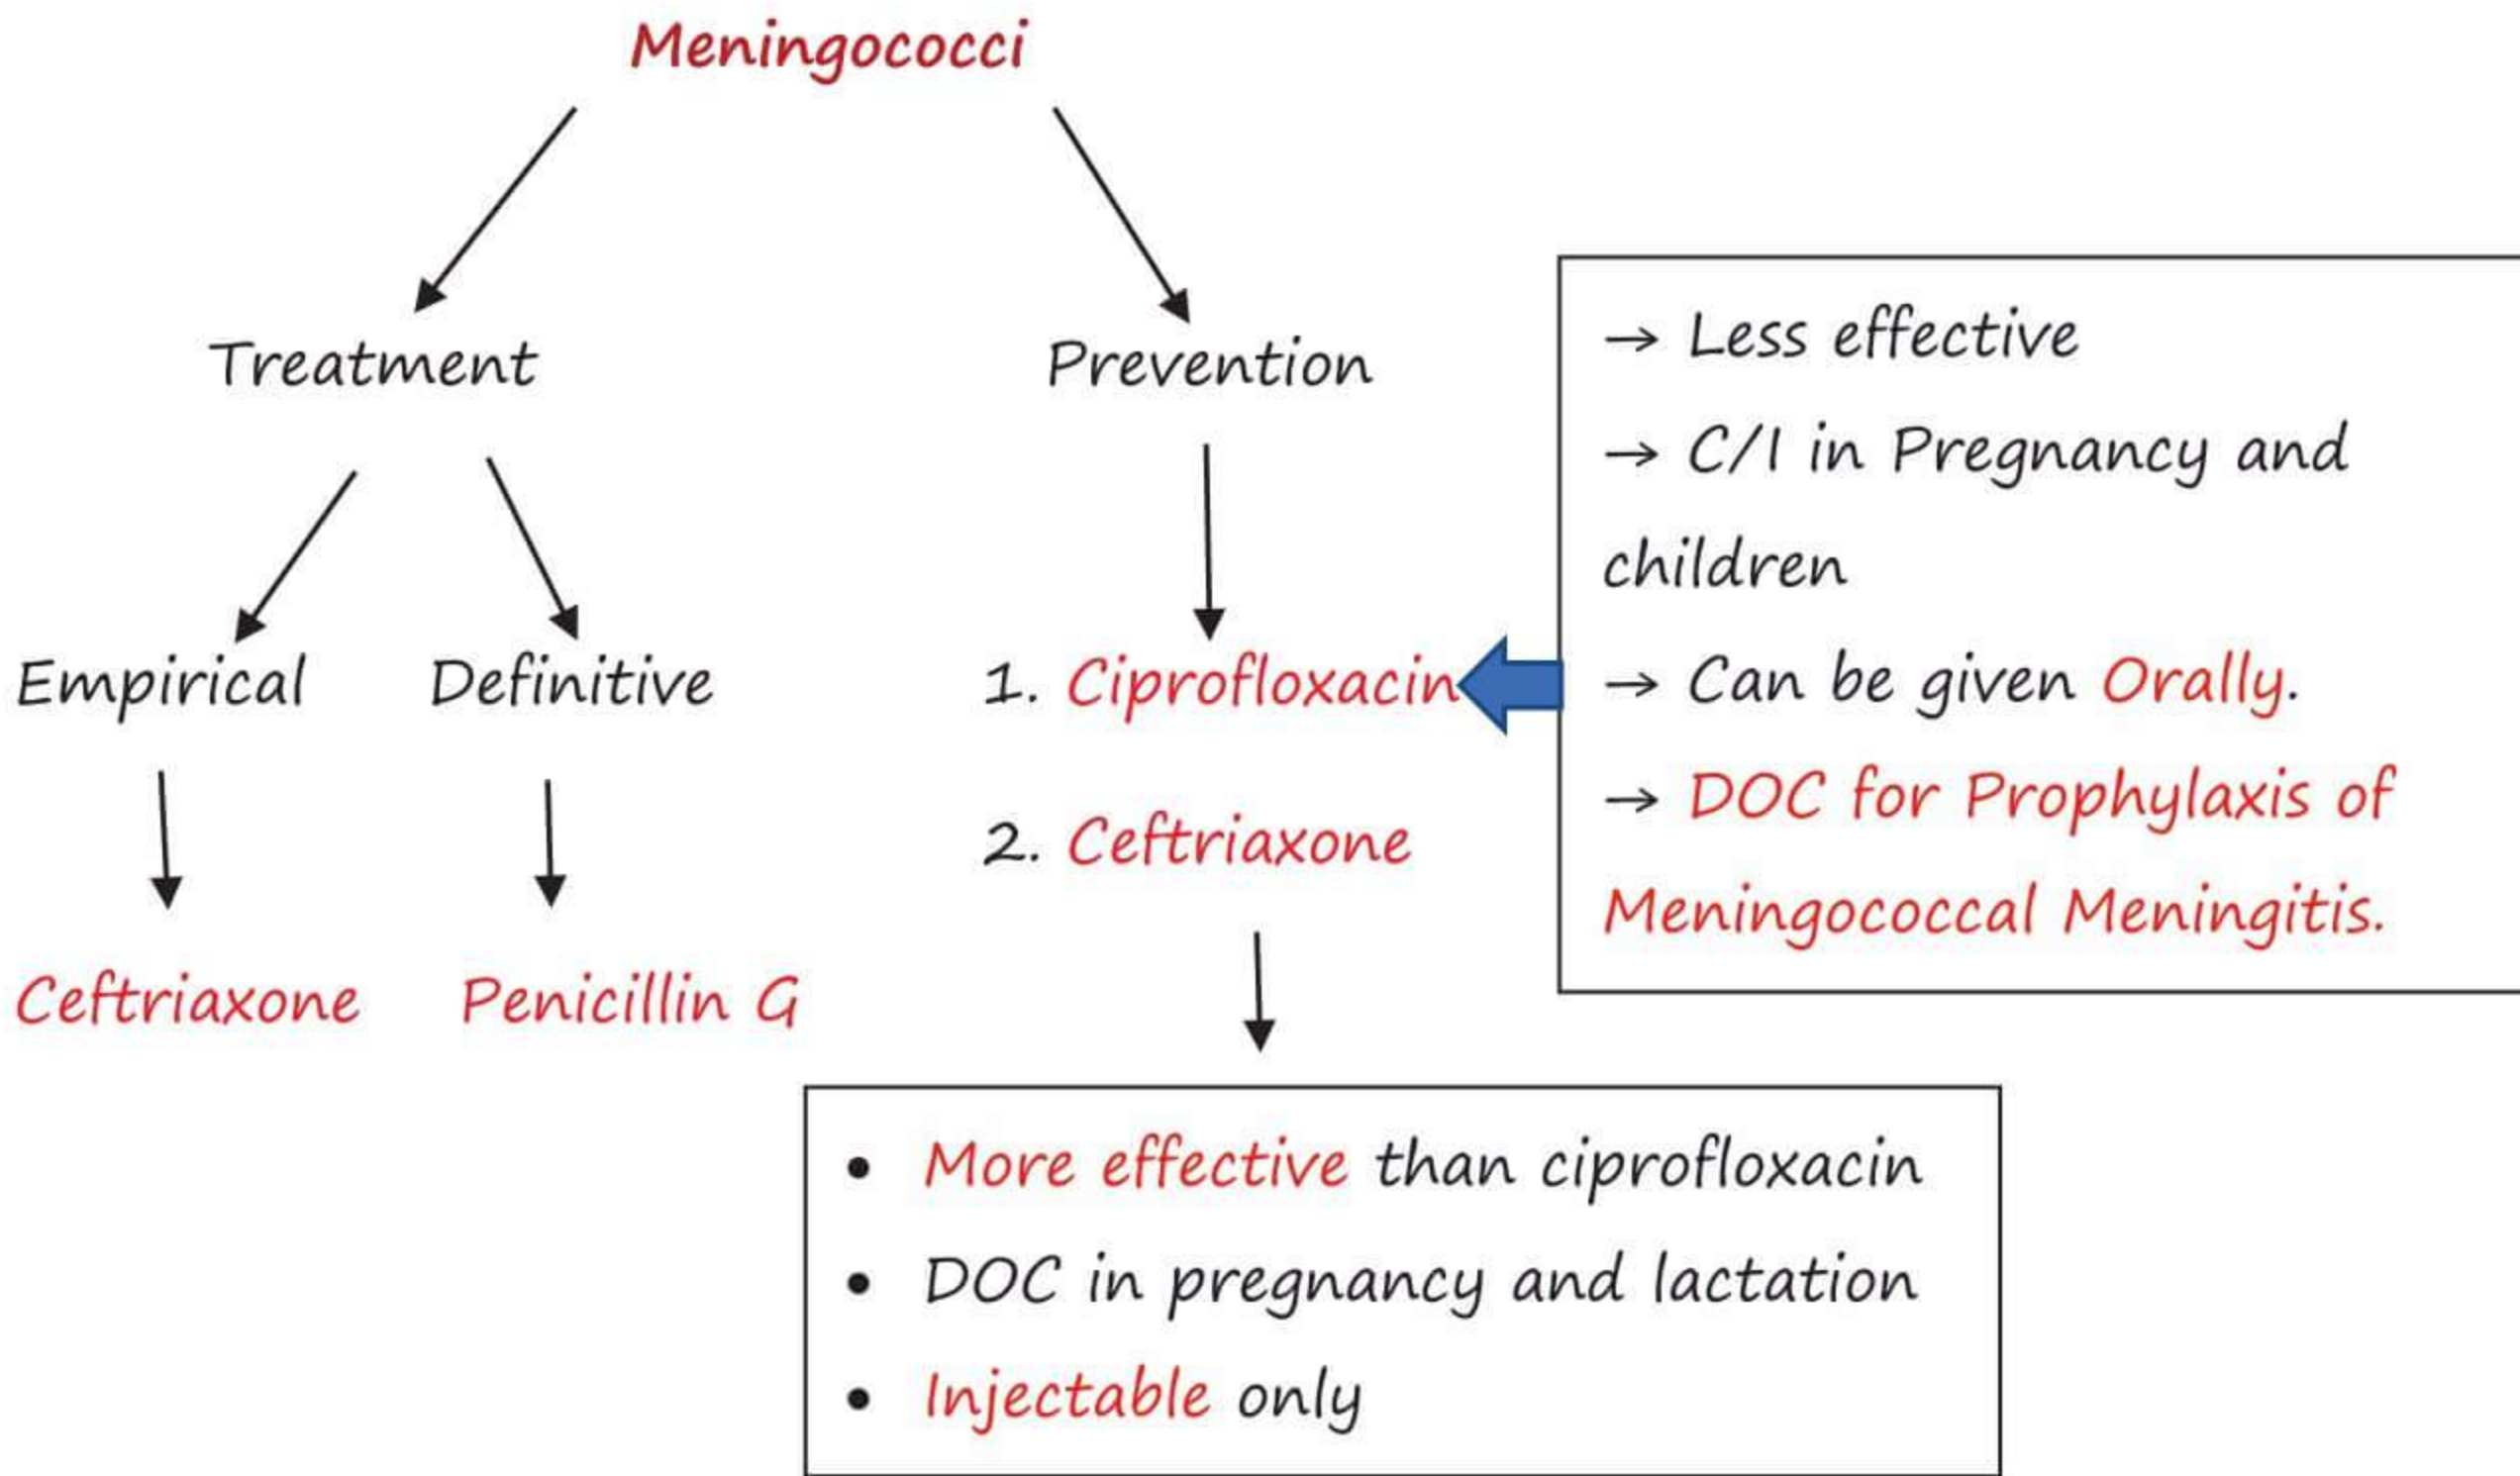 Meningococci
Treatment
Prevention
Empirical
Definitive
Ceftriaxone
Penicillin G
1. Ciprofloxacin
2. Ceftriaxone
→ Less effective
→ C/I in Pregnancy and
children
→ Can be given Orally.
→ DOC for Prophylaxis of
Meningococcal Meningitis.
• More effective than ciprofloxacin
• DOC in pregnancy and lactation
• Injectable only